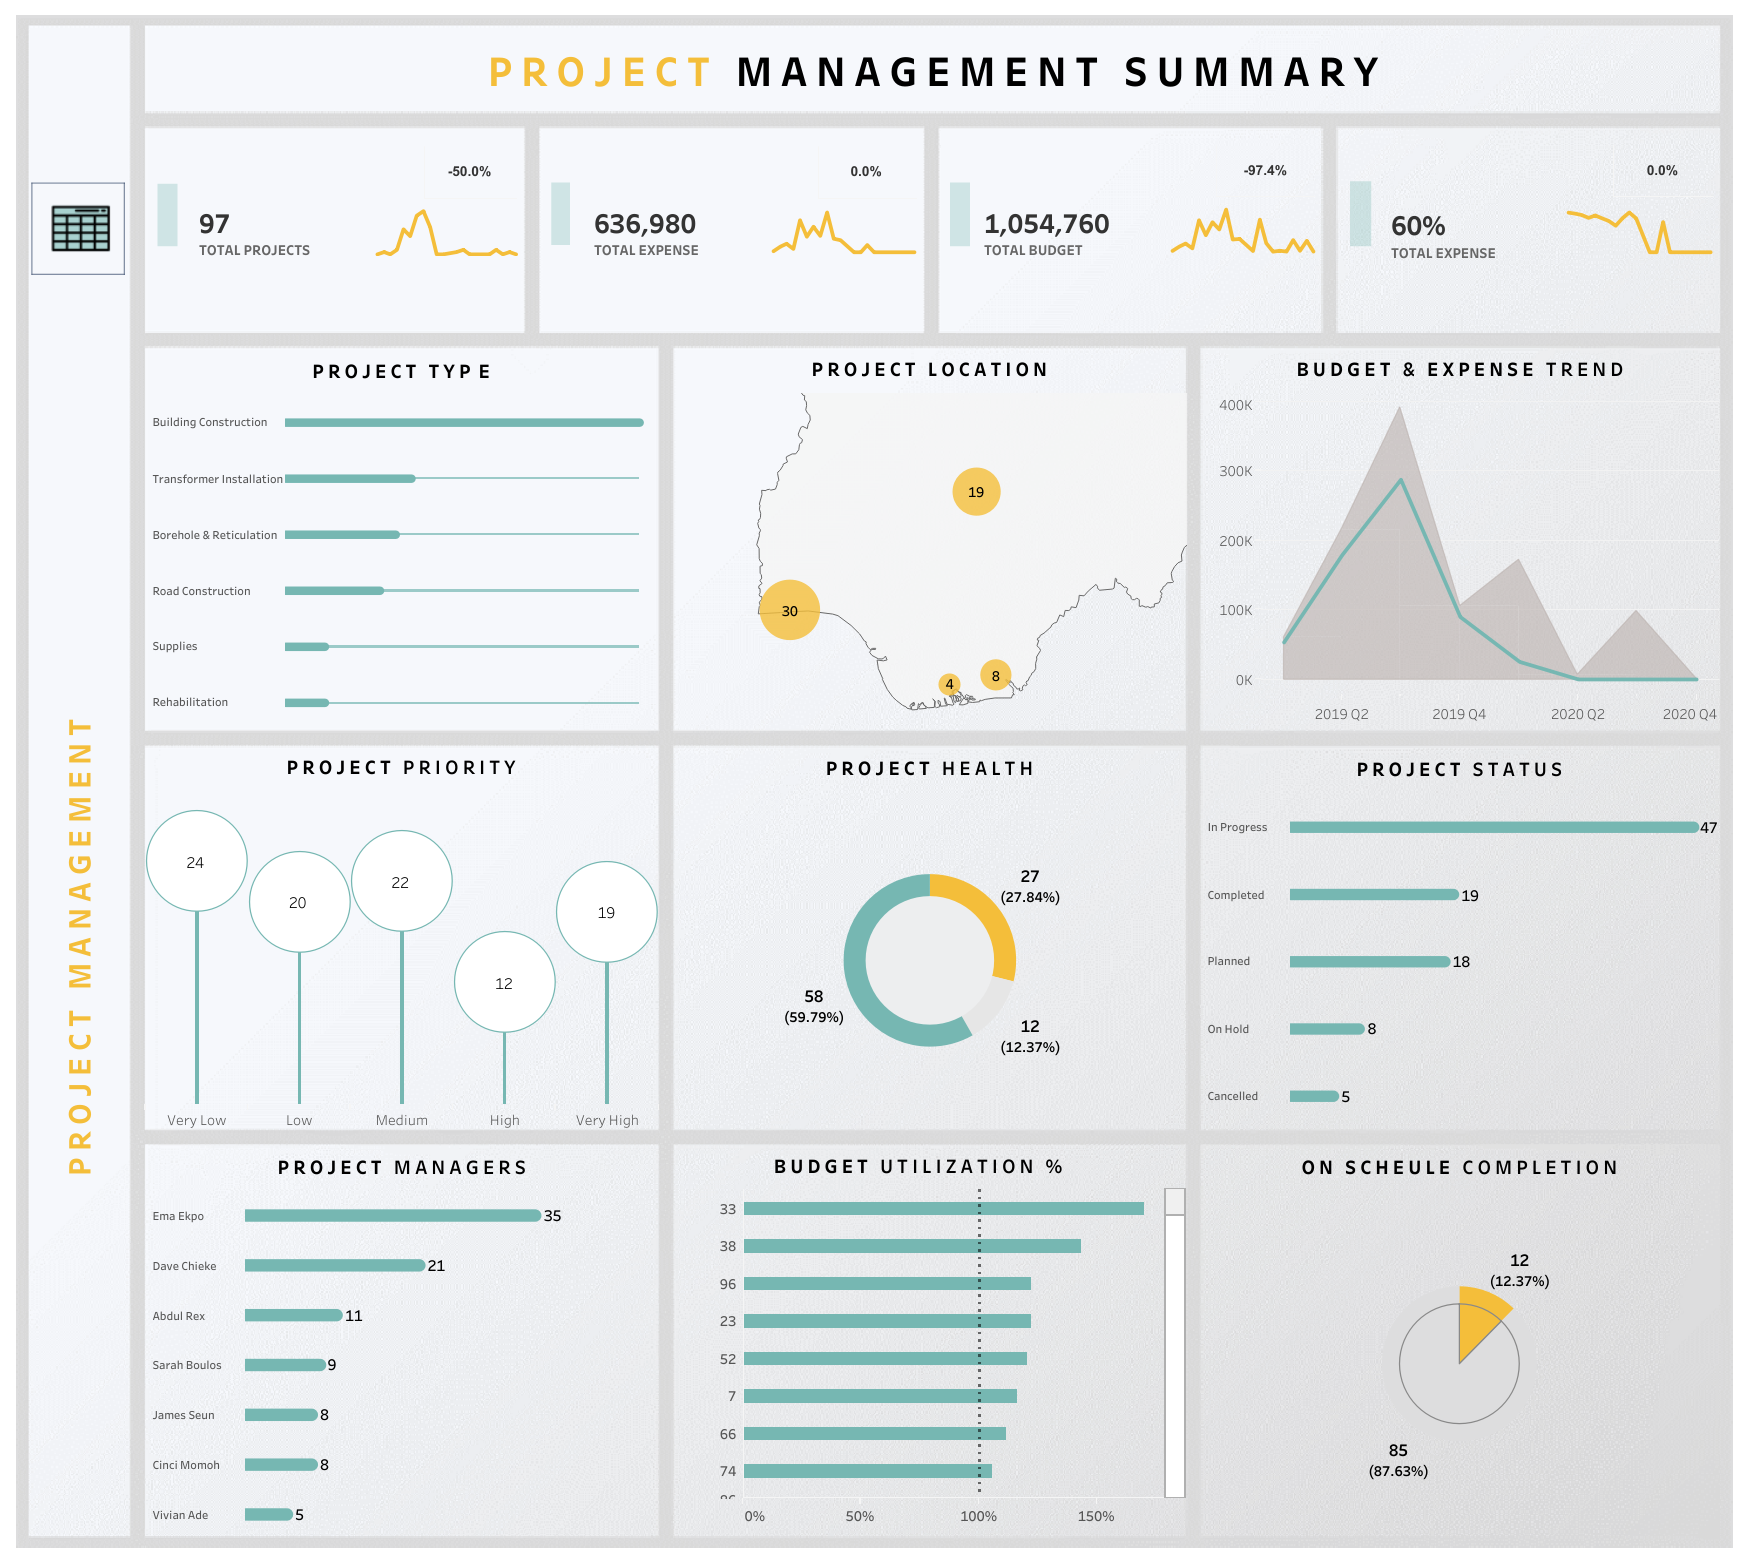 PROJECT MANAGEMENT SUMMARY
PROJECT MANAGEMENT
-50.0%
97
TOTAL PROJECTS
0.0%
636,980
TOTAL EXPENSE
-97.4%
1,054,760
TOTAL BUDGET
0.0%
60%
TOTAL EXPENSE
PROJECT TYPE
Building Construction
Transformer Installation
Borehole & Reticulation
Road Construction
Supplies
Rehabilitation
PROJECT LOCATION
19
30
8
4
BUDGET & EXPENSE TREND
400K
300K
200K
100K
0K
2019 Q2
2019 Q4
2020 Q2
2020 Q4
PROJECT PRIORITY
24
20
22
12
19
Very Low
Low
Medium
High
Very High
PROJECT HEALTH
27
(27.84%)
58
(59.79%)
12
(12.37%)
PROJECT STATUS
In Progress 47
Completed 19
Planned 18
On Hold 8
Cancelled 5
PROJECT MANAGERS
Ema Ekpo 35
Dave Chieke 21
Abdul Rex 11
Sarah Boulos 9
James Seun 8
Cinci Momoh 8
Vivian Ade 5
BUDGET UTILIZATION %
33
38
96
23
52
7
66
74
0%
50%
100%
150%
ON SCHEULE COMPLETION
12
(12.37%)
85
(87.63%)